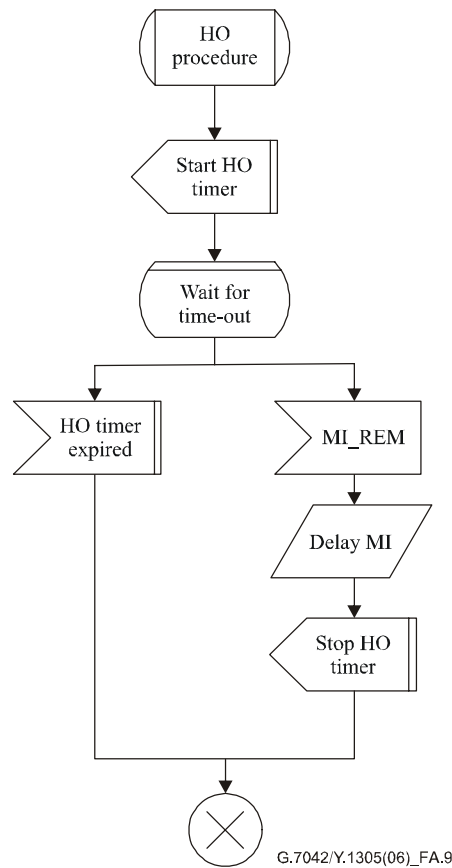 HO
procedure
Start HO
timer
Wait for
time-out
HO timer
expired
MI_REM
Delay MI
Stop HO
timer
G.7042/Y.1305(06)_FA.9